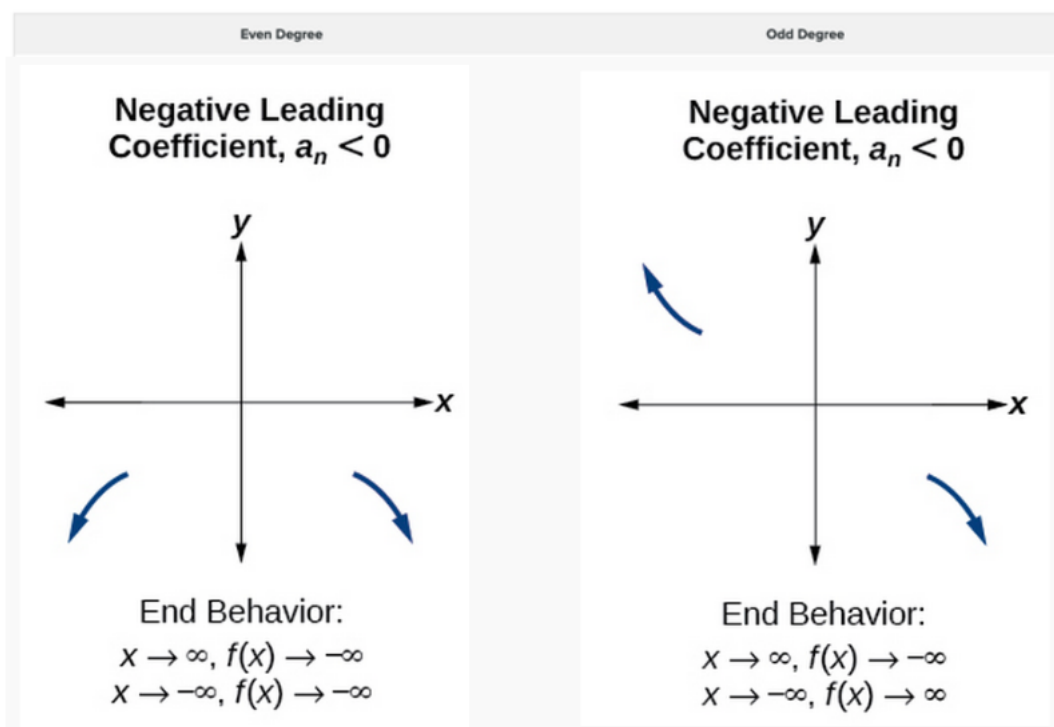 Even Degree
Odd Degree
Negative Leading
Coefficient, aₙ < 0
y
x
End Behavior:
x → ∞, f(x) → −∞
x → −∞, f(x) → −∞
Negative Leading
Coefficient, aₙ < 0
y
x
End Behavior:
x → ∞, f(x) → −∞
x → −∞, f(x) → ∞